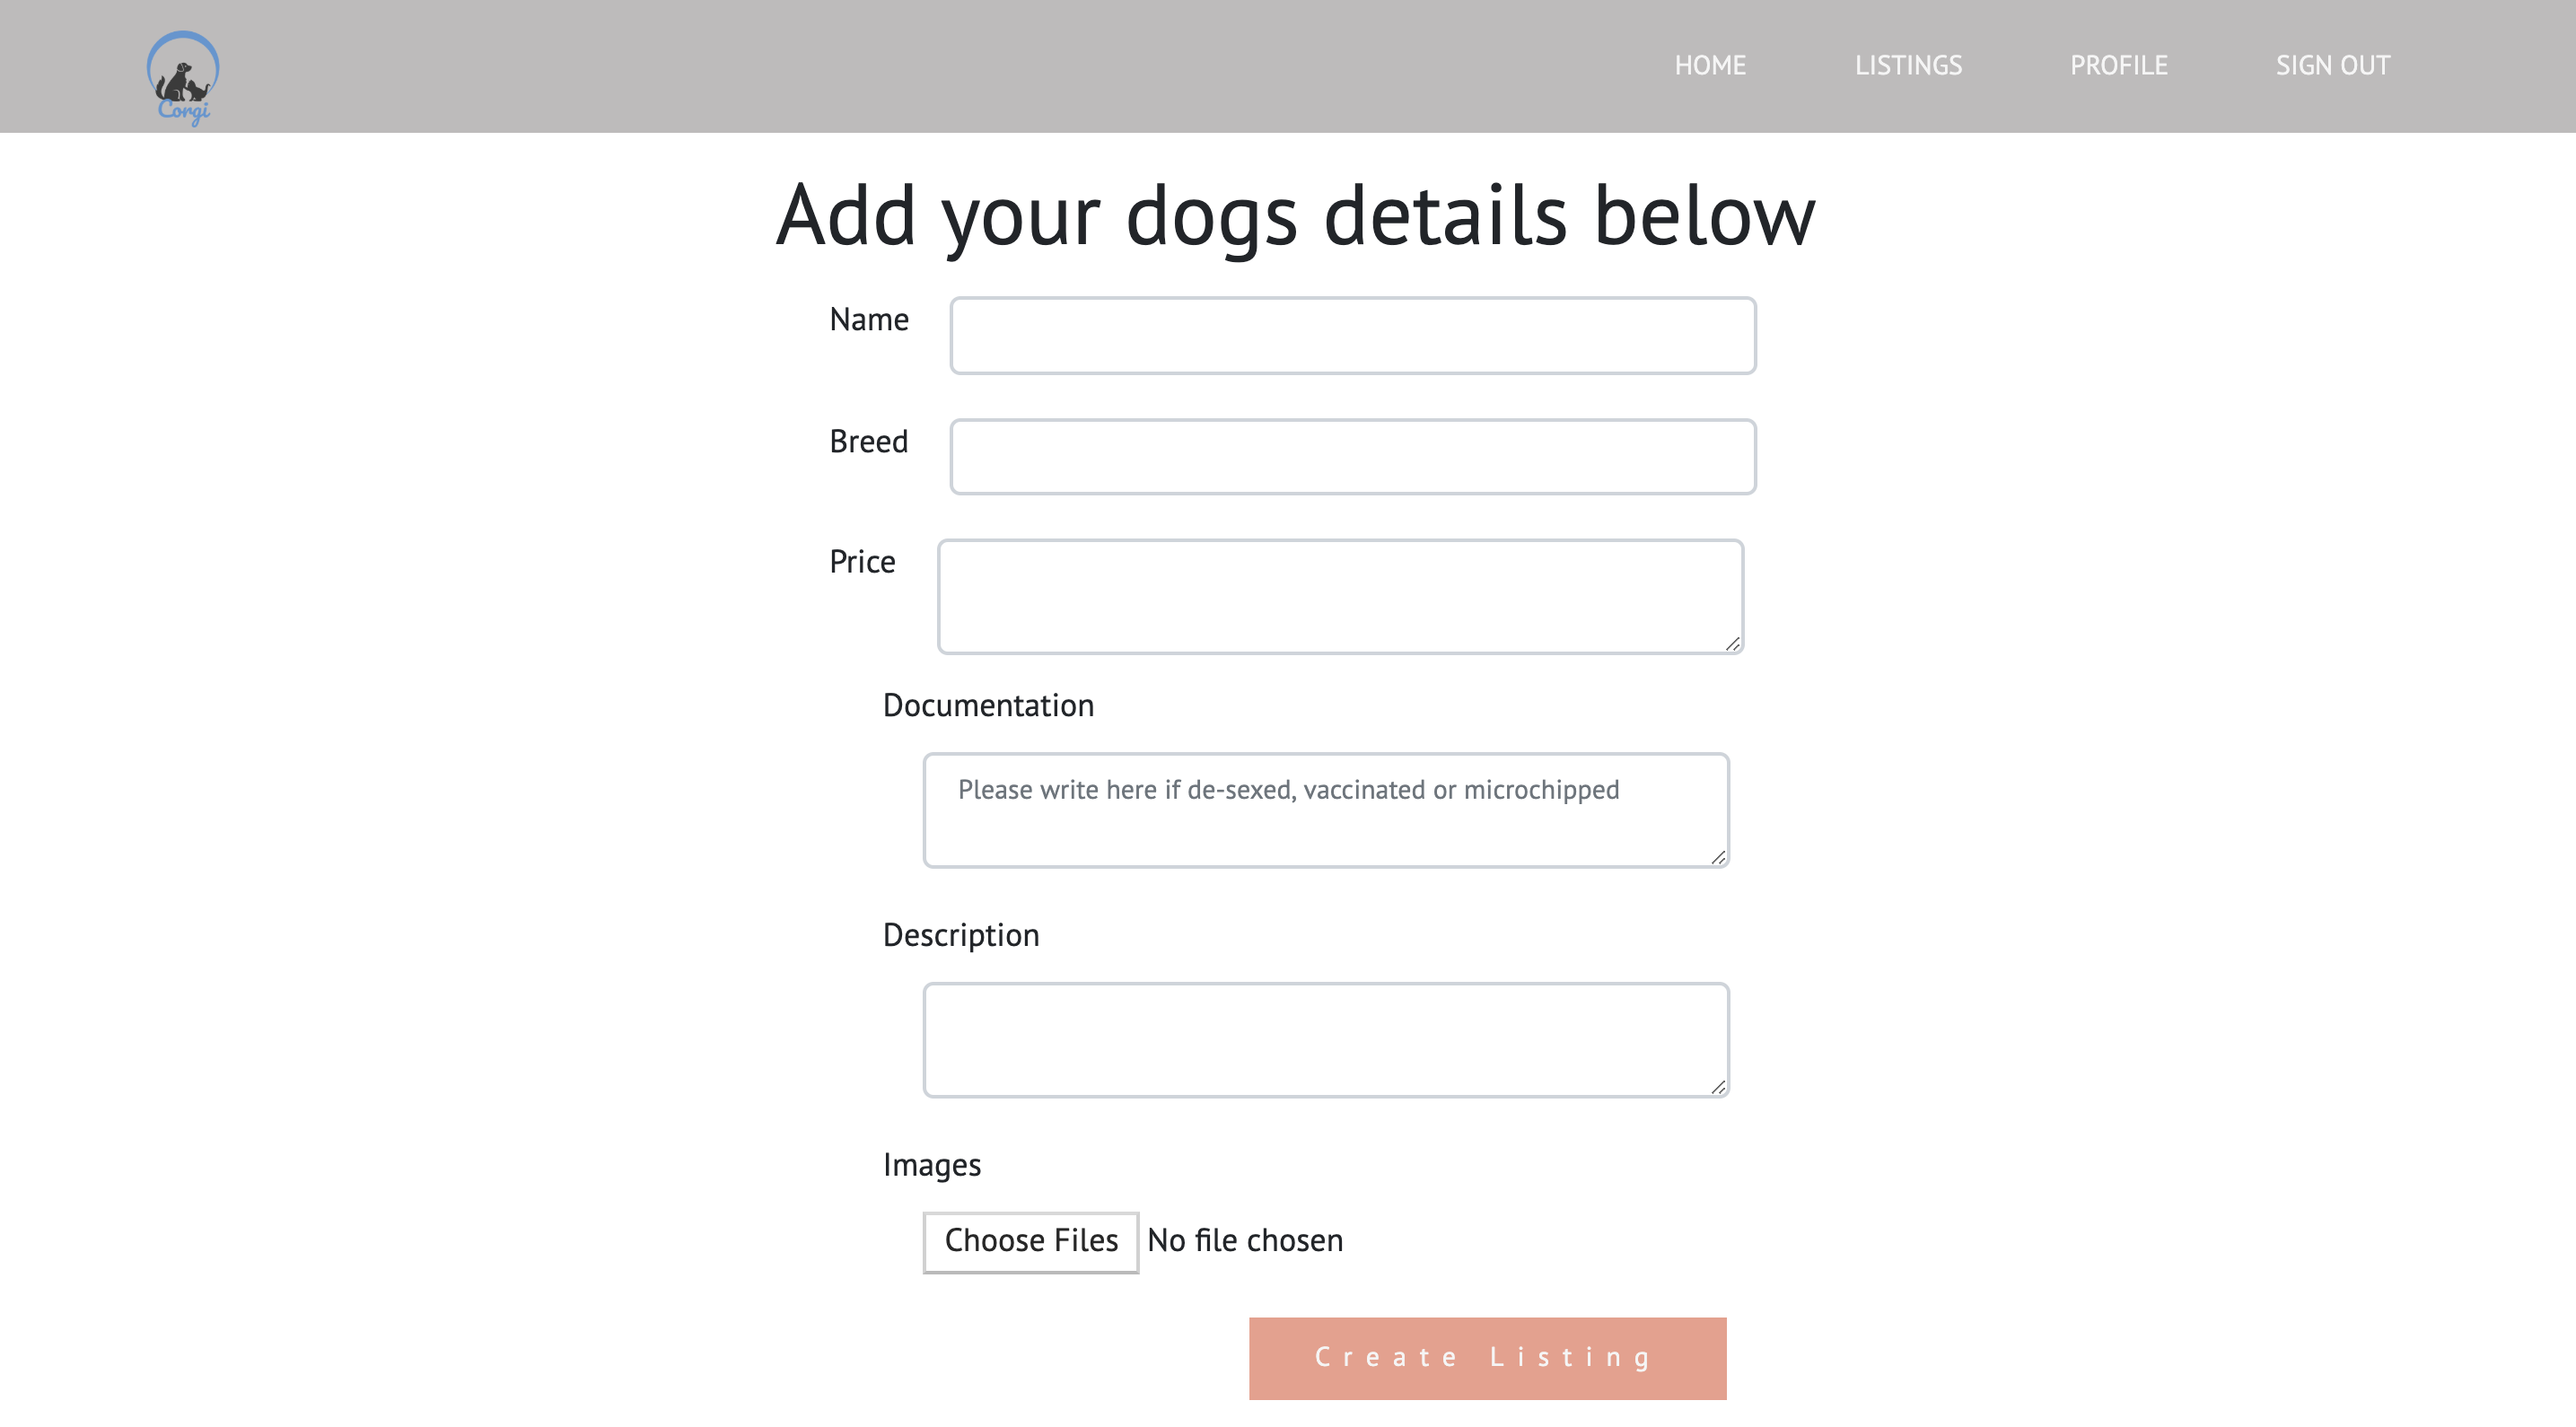 Corgi
HOME LISTINGS PROFILE SIGN OUT
Add your dogs details below
Name
Breed
Price
Documentation
Please write here if de-sexed, vaccinated or microchipped
Description
Images
Choose Files No file chosen
Create Listing